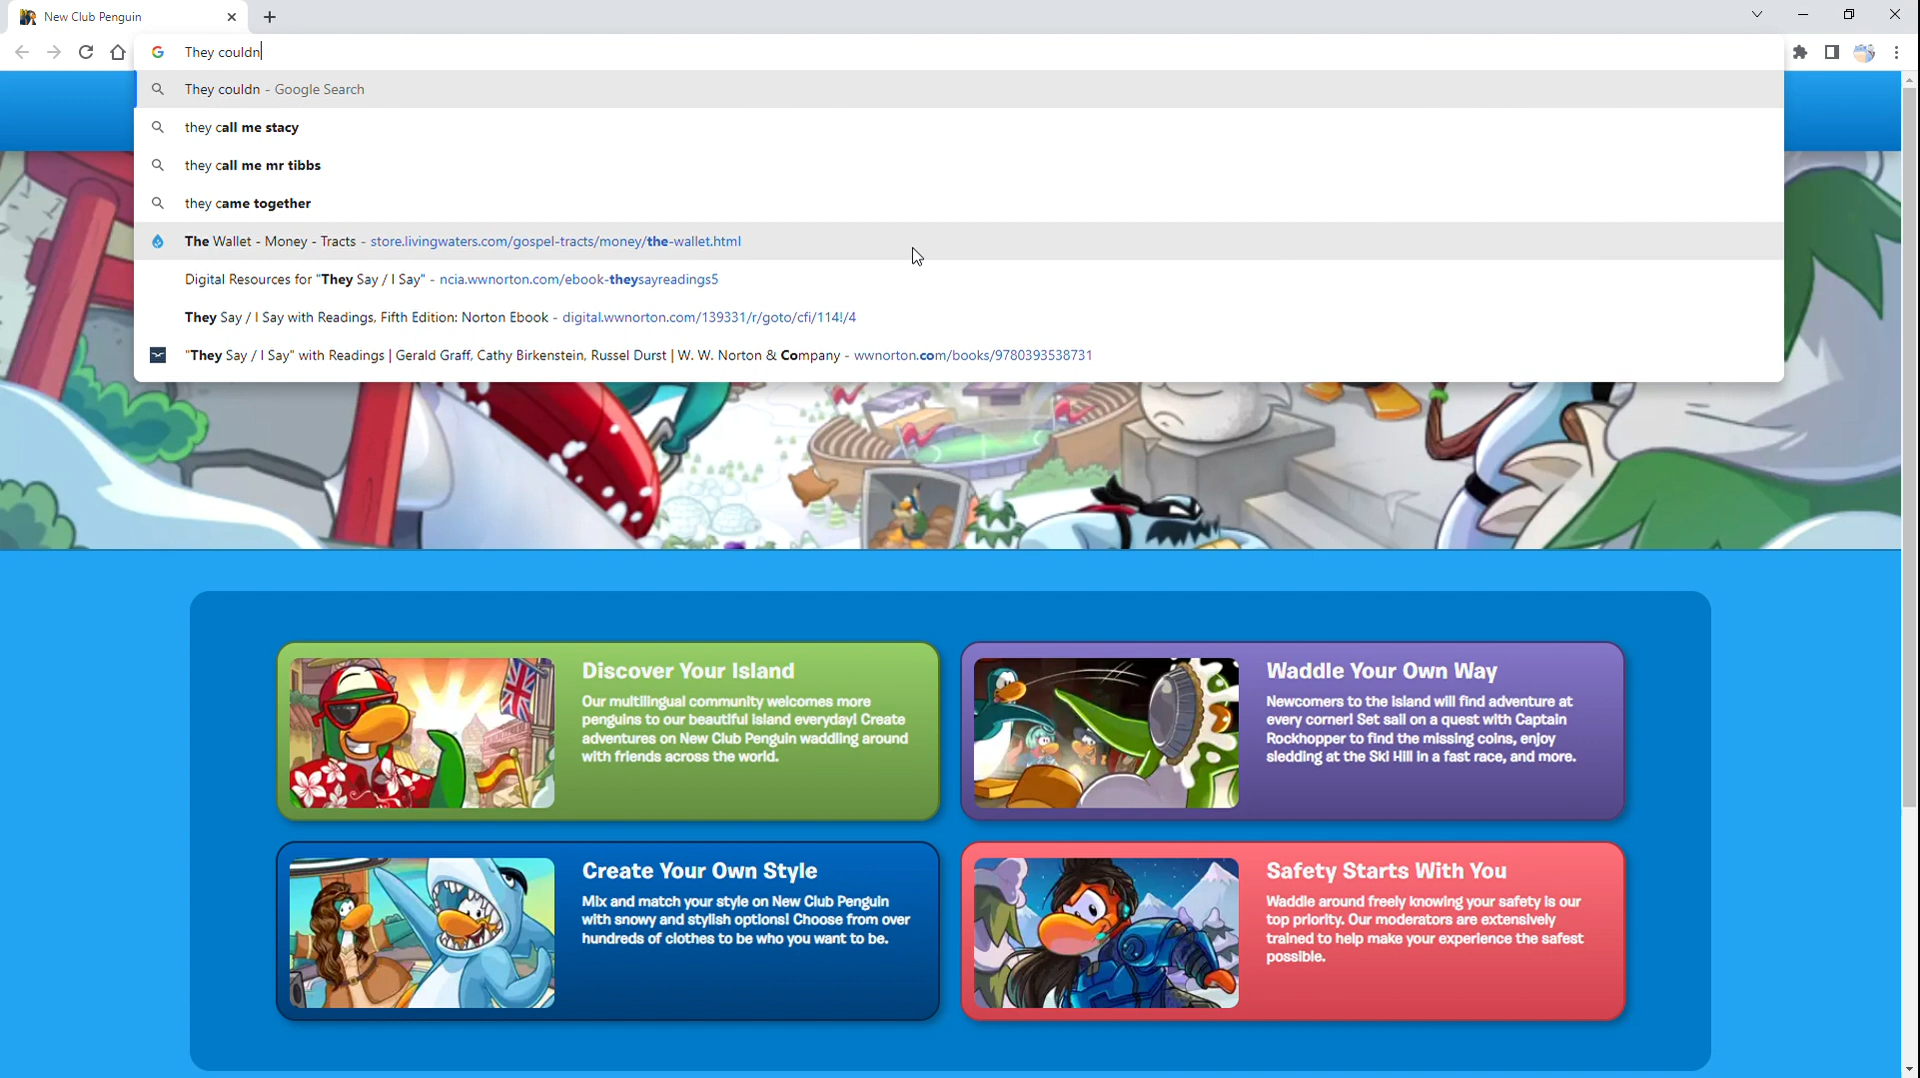 New Club Penguin
They couldn
They couldn - Google Search
they call me stacy
they call me mr tibbs
they came together
The Wallet - Money - Tracts - store.livingwaters.com/gospel-tracts/money/the-wallet.html
Digital Resources for "They Say / I Say" - ncia.wwnorton.com/ebook-theysayreadings5
They Say / I Say with Readings, Fifth Edition: Norton Ebook - digital.wwnorton.com/139331/r/goto/cfi/114!/4
"They Say / I Say" with Readings | Gerald Graff, Cathy Birkenstein, Russel Durst | W. W. Norton & Company - wwnorton.com/books/9780393538731
Discover Your Island
Our multilingual community welcomes more
penguins to our beautiful island everyday! Create
adventures on New Club Penguin waddling around
with friends across the world.
Waddle Your Own Way
Newcomers to the island will find adventure at
every corner! Set sail on a quest with Captain
Rockhopper to find the missing coins, enjoy
sledding at the Ski Hill in a fast race, and more.
Create Your Own Style
Mix and match your style on New Club Penguin
with snowy and stylish options! Choose from over
hundreds of clothes to be who you want to be.
Safety Starts With You
Waddle around freely knowing your safety is our
top priority. Our moderators are extensively
trained to help make your experience the safest
possible.